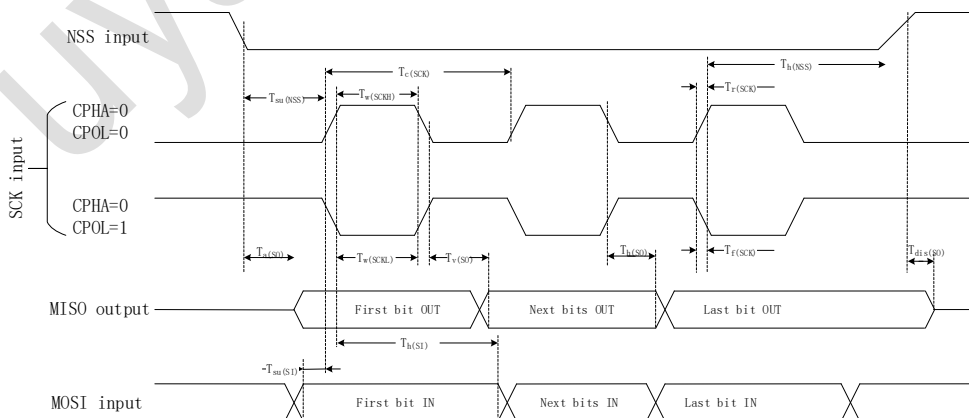 NSS input
Tc(SCK)
Th(NSS)
Tsu(NSS)
Tw(SCKH)
Tr(SCK)
CPHA=0
CPOL=0
SCK input
CPHA=0
CPOL=1
Ta(SO)
Tw(SCKL)
Tv(SO)
Th(SO)
Tf(SCK)
Tdis(SO)
MISO output
First bit OUT
Next bits OUT
Last bit OUT
Th(SI)
Tsu(SI)
MOSI input
First bit IN
Next bits IN
Last bit IN